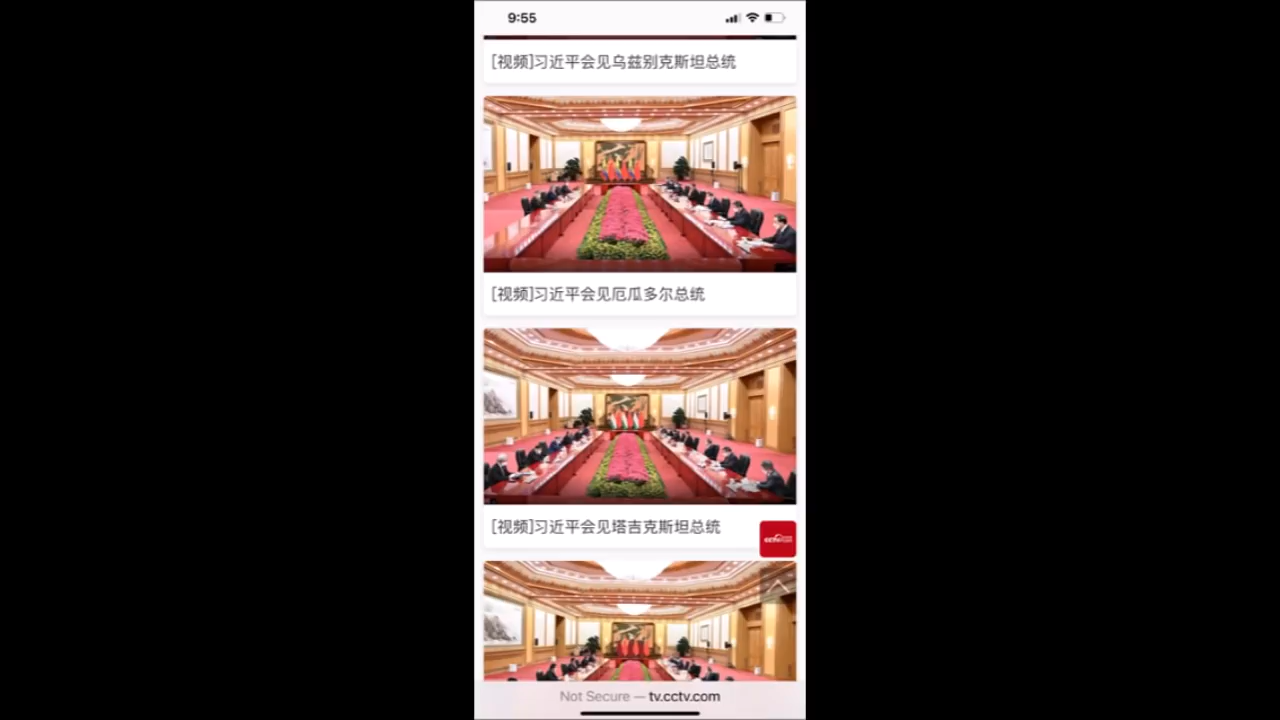 9:55
[视频]习近平会见乌兹别克斯坦总统
[视频]习近平会见厄瓜多尔总统
[视频]习近平会见塔吉克斯坦总统
CCTV
Not Secure — tv.cctv.com